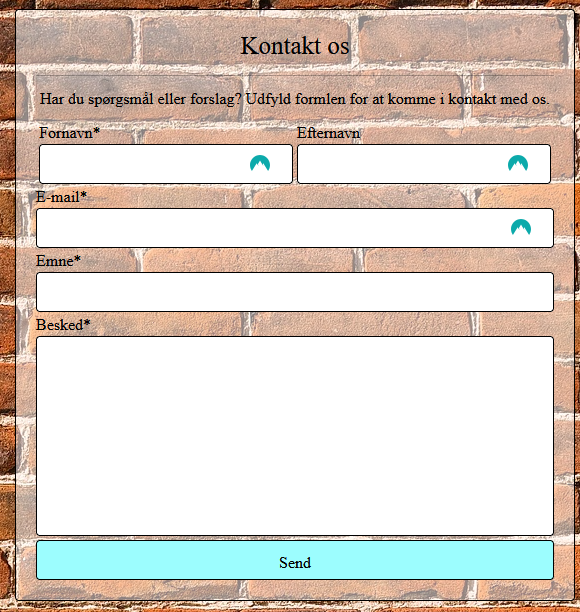 Kontakt os
Har du spørgsmål eller forslag? Udfyld formlen for at komme i kontakt med os.
Fornavn* Efternavn
E-mail*
Emne*
Besked*
Send